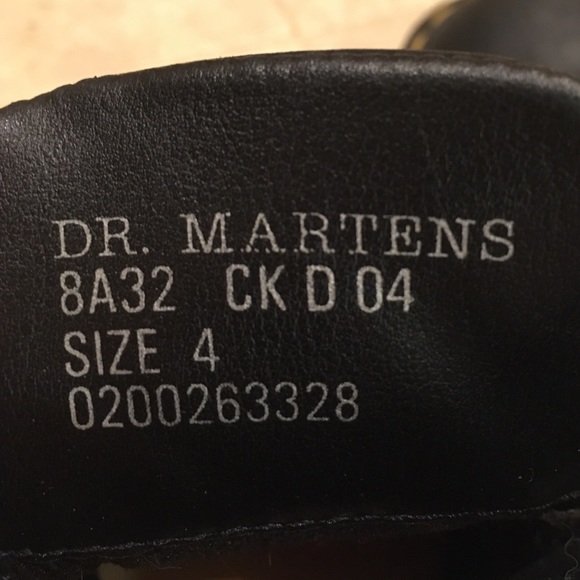 DR. MARTENS
8A32 CK D 04
SIZE 4
0200263328